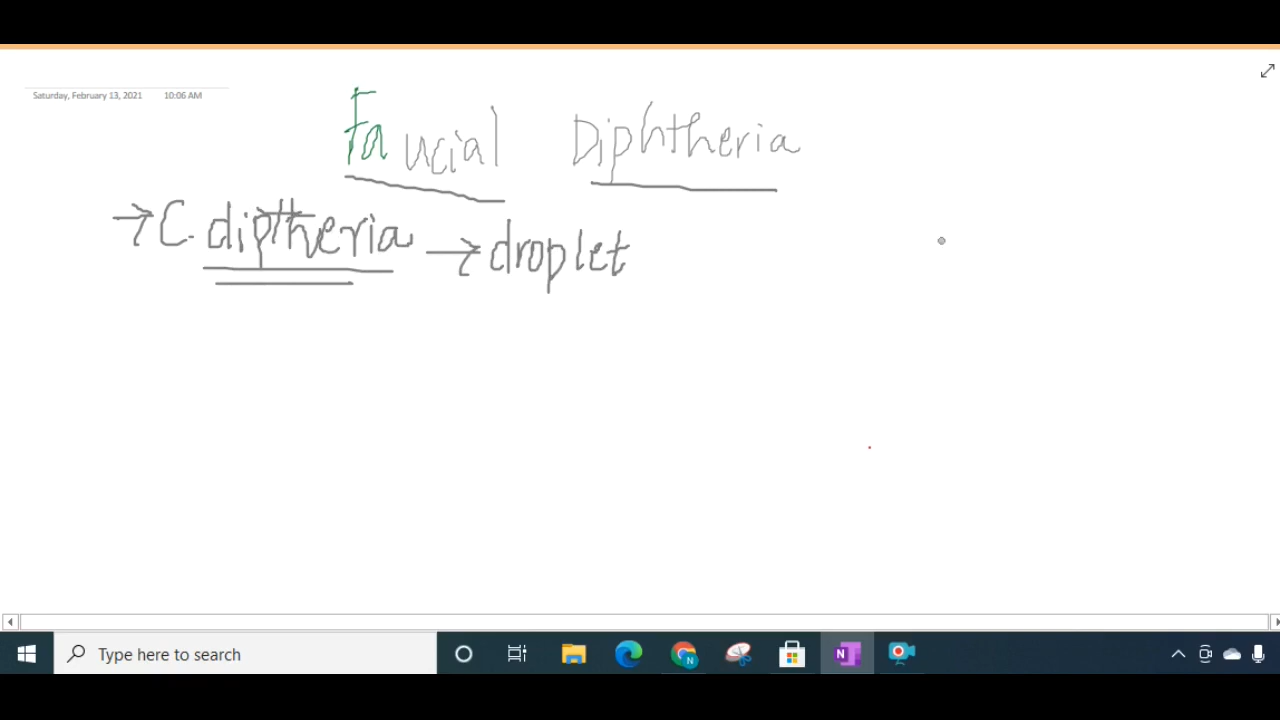 Saturday, February 13, 2021 10:06 AM
Faucial Diphtheria
→ C. diptheria → droplet
Type here to search